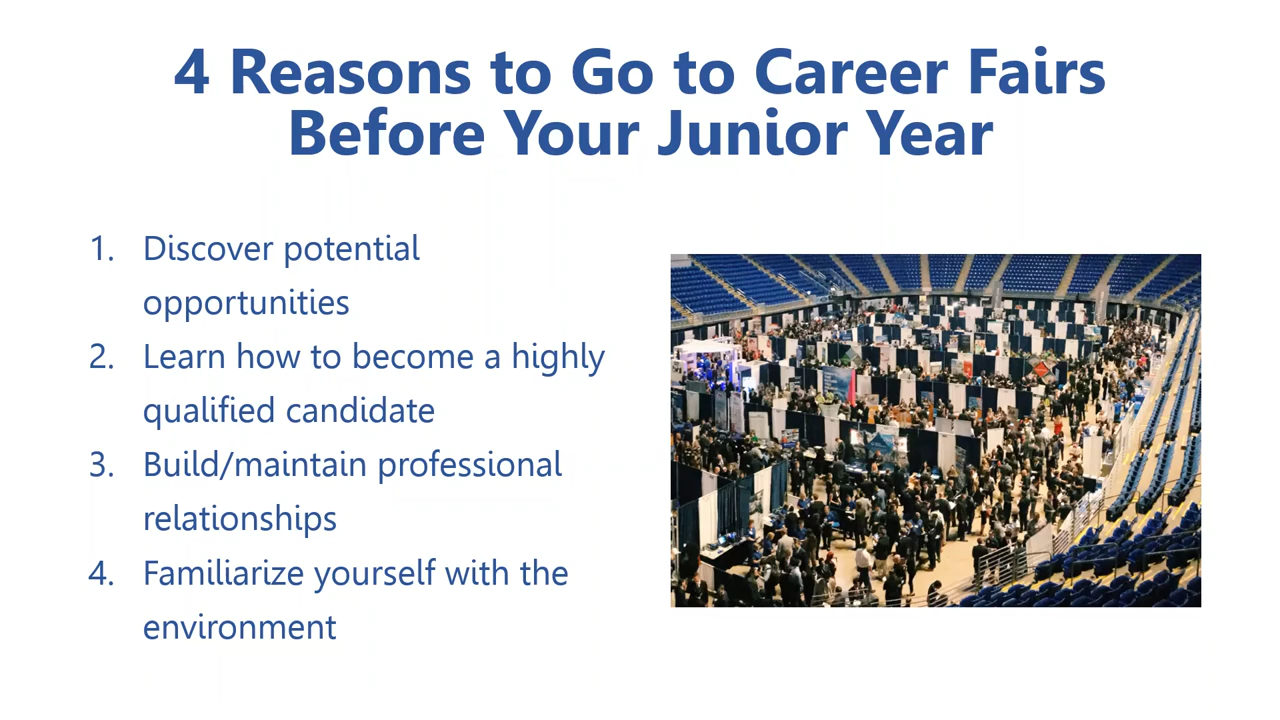 4 Reasons to Go to Career Fairs
Before Your Junior Year
1. Discover potential
opportunities
2. Learn how to become a highly
qualified candidate
3. Build/maintain professional
relationships
4. Familiarize yourself with the
environment